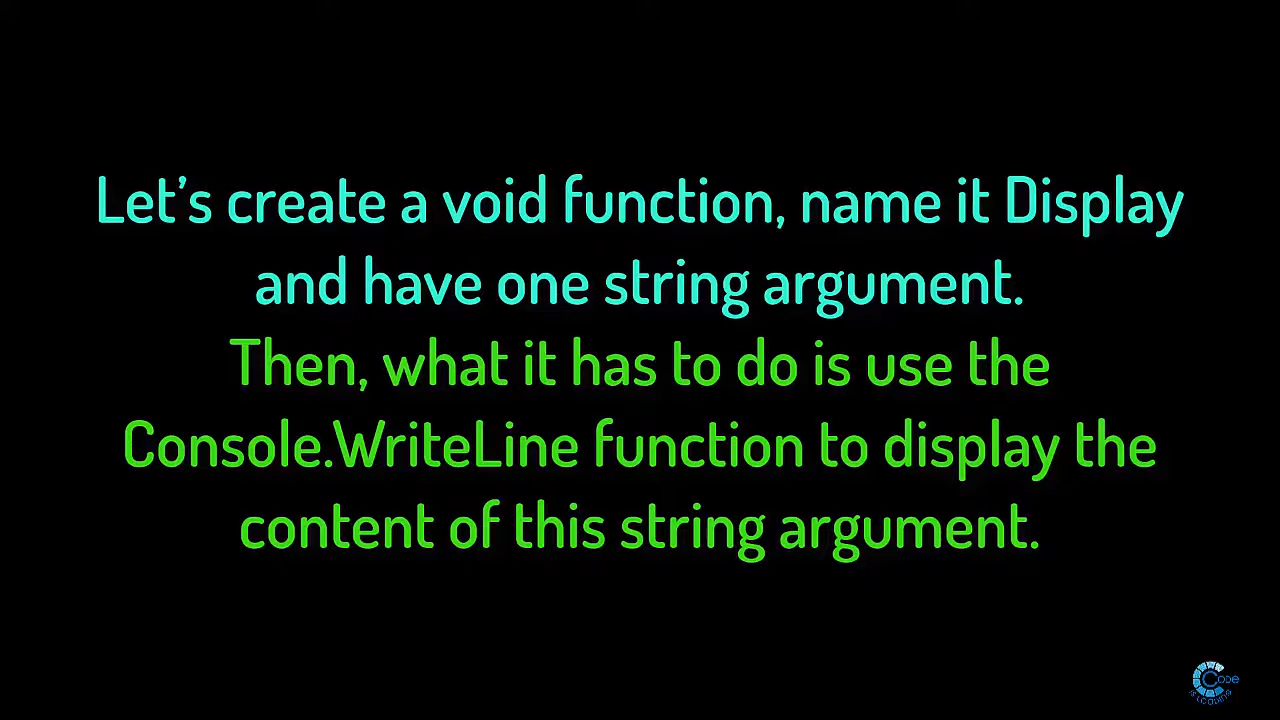 Let’s create a void function, name it Display
and have one string argument.
Then, what it has to do is use the
Console.WriteLine function to display the
content of this string argument.